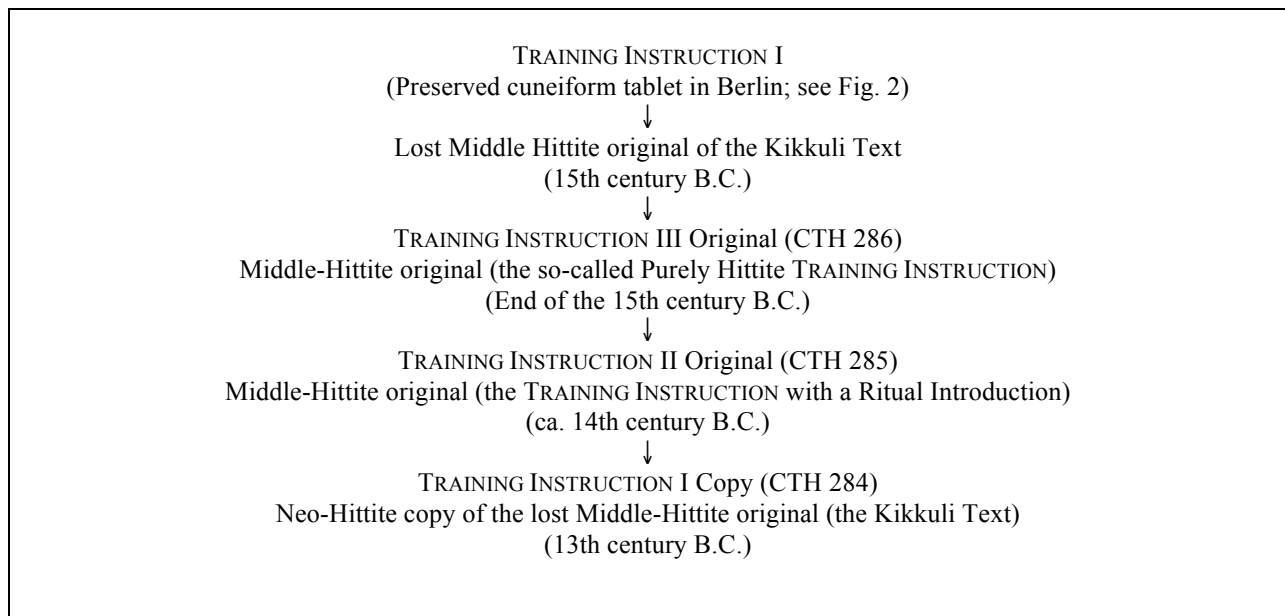 TRAINING INSTRUCTION I
(Preserved cuneiform tablet in Berlin; see Fig. 2)
↓
Lost Middle Hittite original of the Kikkuli Text
(15th century B.C.)
↓
TRAINING INSTRUCTION III Original (CTH 286)
Middle-Hittite original (the so-called Purely Hittite TRAINING INSTRUCTION)
(End of the 15th century B.C.)
↓
TRAINING INSTRUCTION II Original (CTH 285)
Middle-Hittite original (the TRAINING INSTRUCTION with a Ritual Introduction)
(ca. 14th century B.C.)
↓
TRAINING INSTRUCTION I Copy (CTH 284)
Neo-Hittite copy of the lost Middle-Hittite original (the Kikkuli Text)
(13th century B.C.)